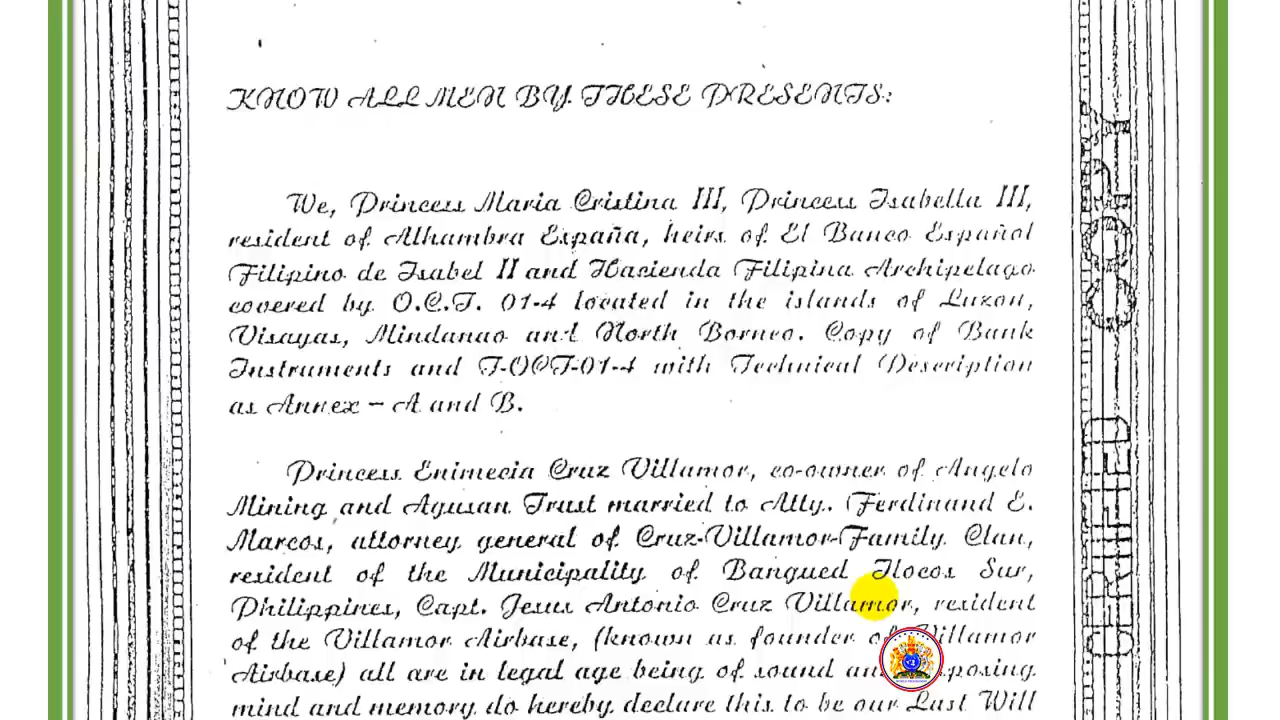 KNOW ALL MEN BY THESE PRESENTS:
We, Princess Maria Cristina III, Princess Isabella III,
resident of Alhambra España, heirs of El Banco Español
Filipino de Isabel II and Hacienda Filipina Archipelago
covered by O.C.T. 01-4 located in the islands of Luzon,
Visayas, Mindanao and North Borneo. Copy of Bank
Instruments and T-OCT-01-4 with Technical Description
as Annex – A and B.
Princess Enimecia Cruz Villamor, co-owner of Angelo
Mining and Agusan Trust married to Atty. Ferdinand E.
Marcos, attorney general of Cruz-Villamor-Family Clan,
resident of the Municipality of Bangued Ilocos Sur,
Philippines, Capt. Jesus Antonio Cruz Villamor, resident
of the Villamor Airbase, (known as founder of Villamor
Airbase) all are in legal age being of sound and
mind and memory do hereby declare this to be our Last Will
CERTIFIED COPY